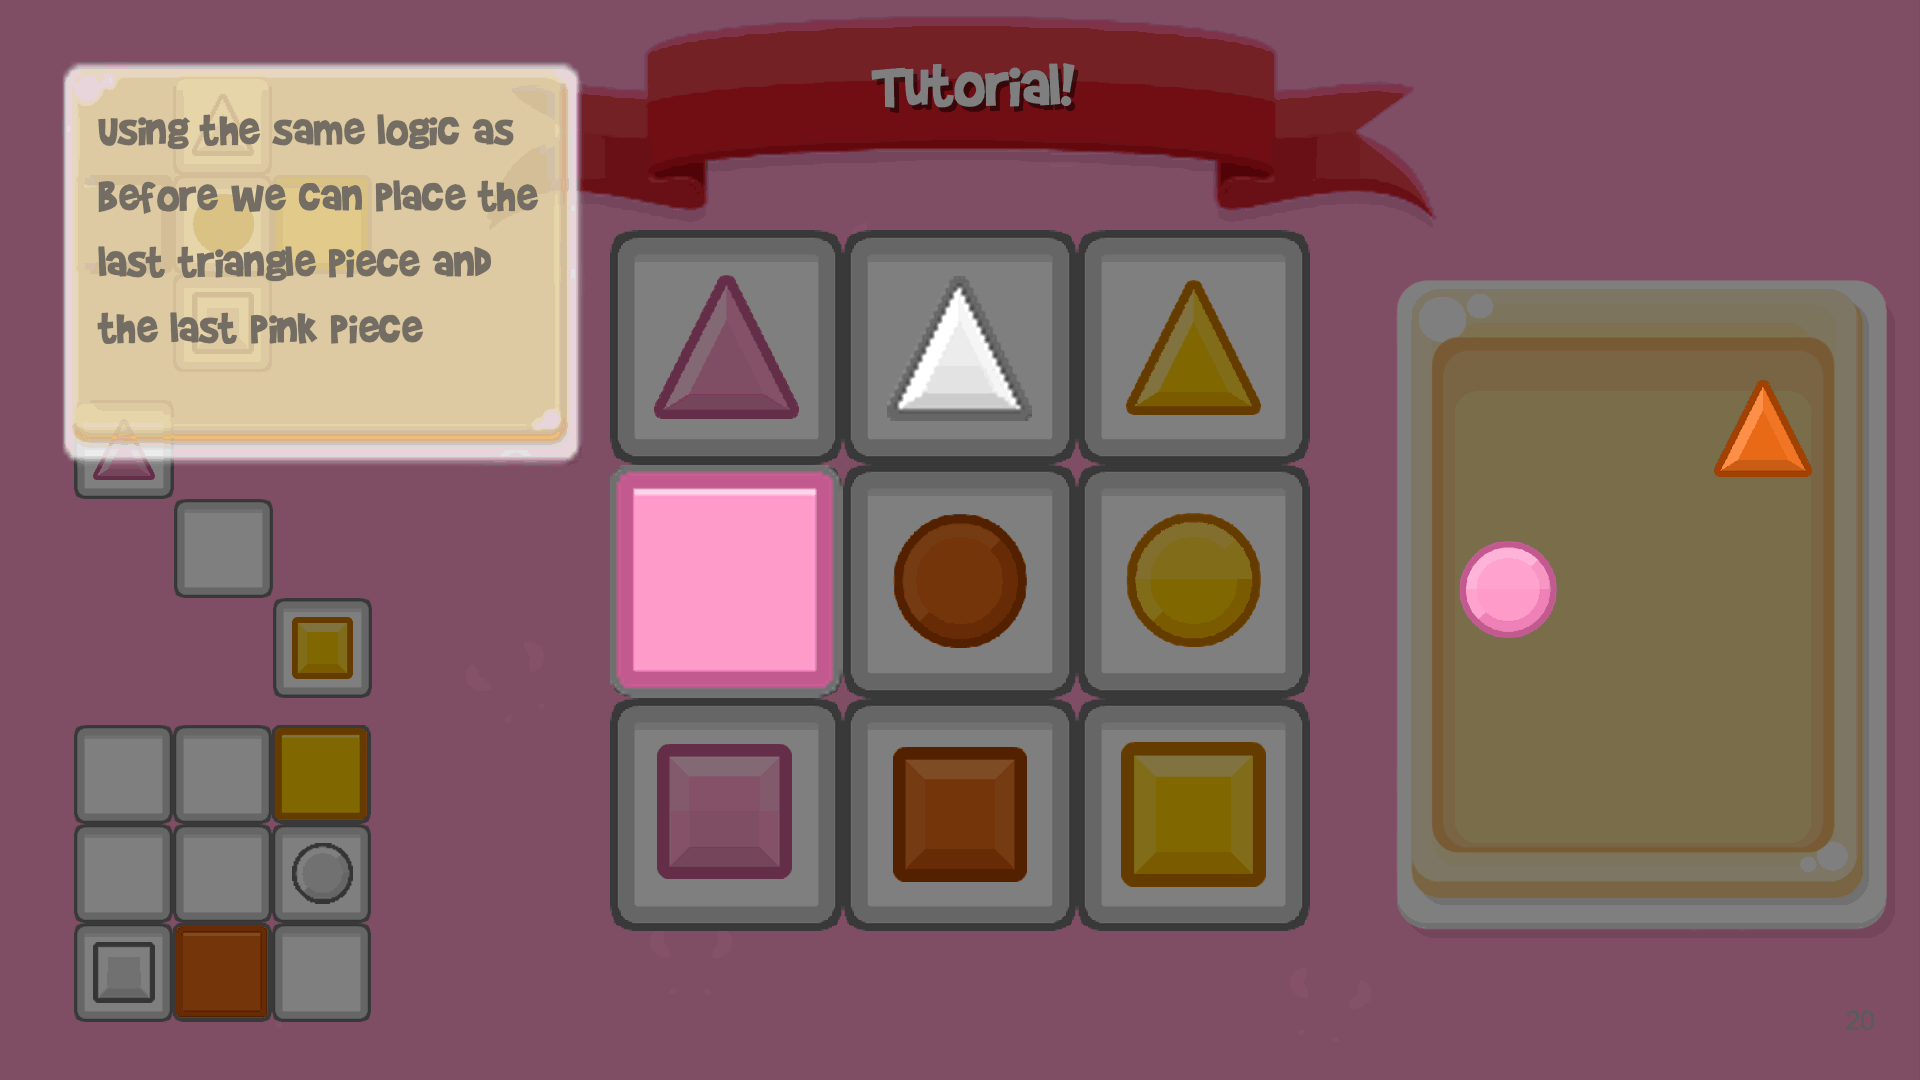 Tutorial!
Using the same logic as
Before we can Place the
last triangle Piece and
the last Pink Piece
20